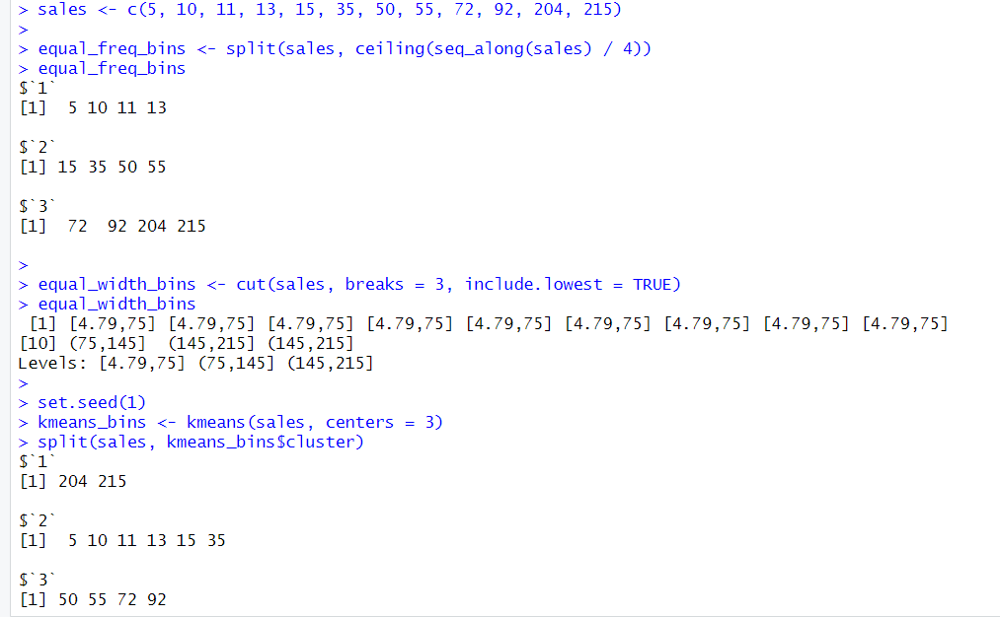 > sales <- c(5, 10, 11, 13, 15, 35, 50, 55, 72, 92, 204, 215)
>
> equal_freq_bins <- split(sales, ceiling(seq_along(sales) / 4))
> equal_freq_bins
$`1`
[1]  5 10 11 13

$`2`
[1] 15 35 50 55

$`3`
[1]  72  92 204 215

>
> equal_width_bins <- cut(sales, breaks = 3, include.lowest = TRUE)
> equal_width_bins
 [1] [4.79,75] [4.79,75] [4.79,75] [4.79,75] [4.79,75] [4.79,75] [4.79,75] [4.79,75] [4.79,75]
[10] (75,145]  (145,215] (145,215]
Levels: [4.79,75] (75,145] (145,215]
>
> set.seed(1)
> kmeans_bins <- kmeans(sales, centers = 3)
> split(sales, kmeans_bins$cluster)
$`1`
[1] 204 215

$`2`
[1]  5 10 11 13 15 35

$`3`
[1] 50 55 72 92